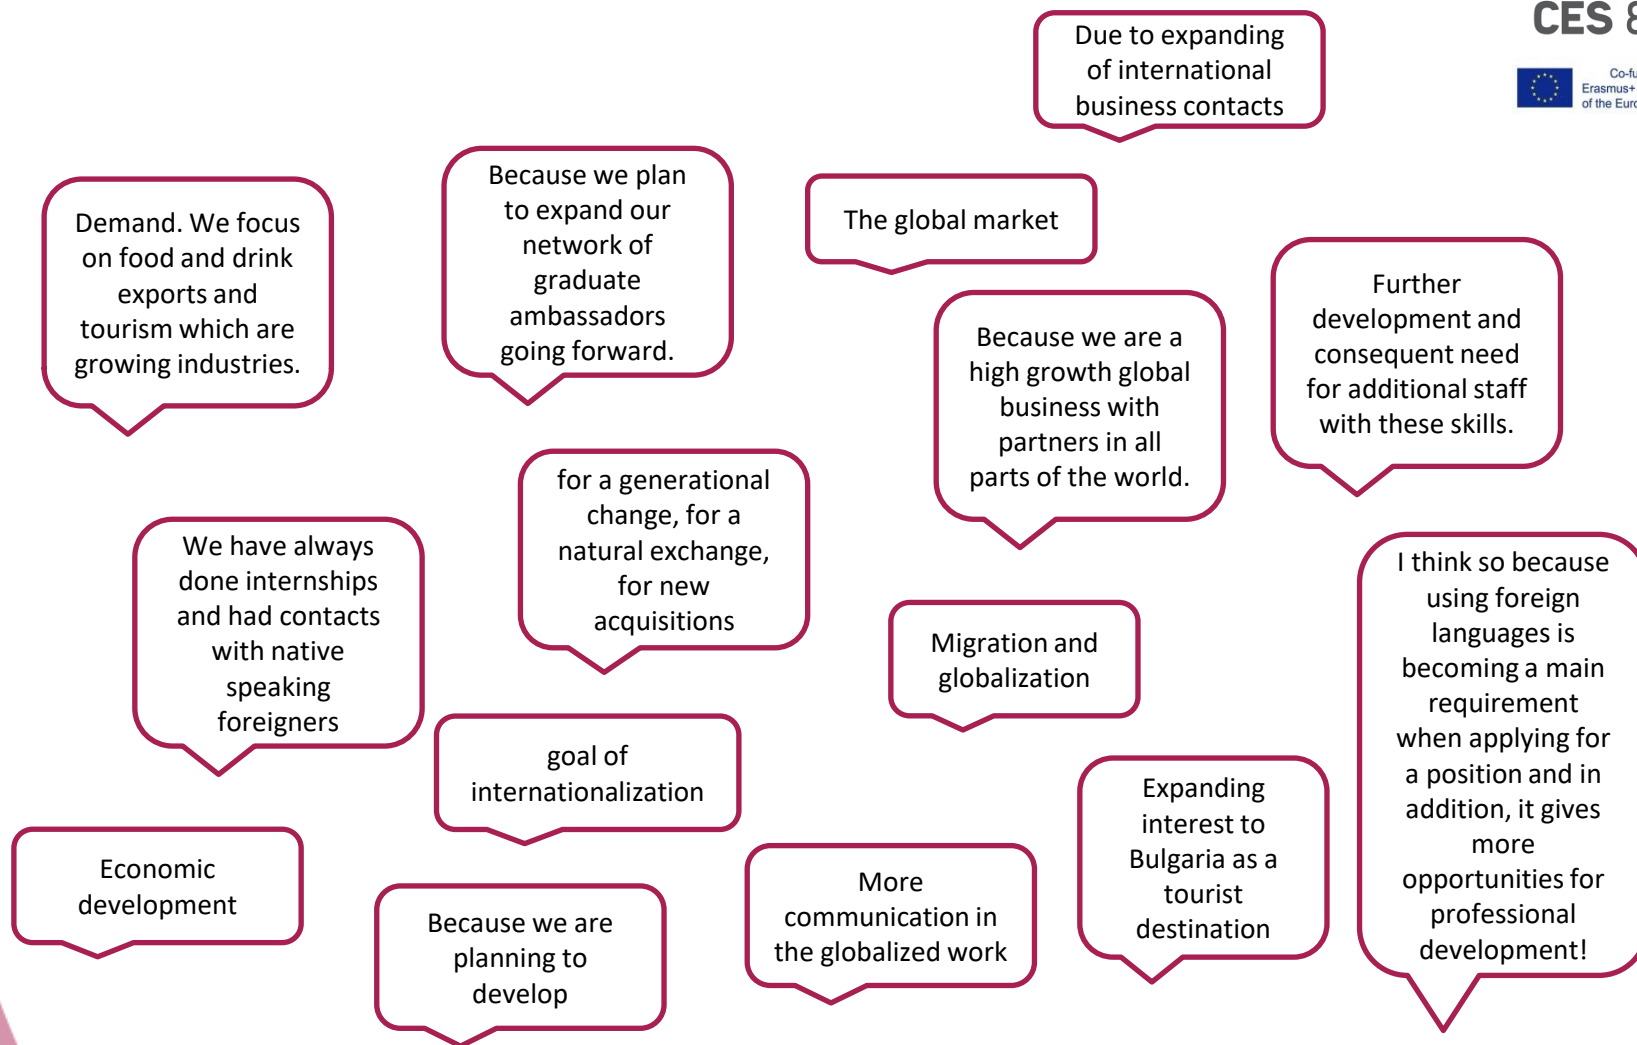 CES
Co-fu
Erasmus+
of the Euro
Due to expanding
of international
business contacts
Demand. We focus
on food and drink
exports and
tourism which are
growing industries.
Because we plan
to expand our
network of
graduate
ambassadors
going forward.
The global market
Because we are a
high growth global
business with
partners in all
parts of the world.
Further
development and
consequent need
for additional staff
with these skills.
We have always
done internships
and had contacts
with native
speaking
foreigners
for a generational
change, for a
natural exchange,
for new
acquisitions
Migration and
globalization
I think so because
using foreign
languages is
becoming a main
requirement
when applying for
a position and in
addition, it gives
more
opportunities for
professional
development!
goal of
internationalization
Economic
development
Because we are
planning to
develop
More
communication in
the globalized work
Expanding
interest to
Bulgaria as a
tourist
destination